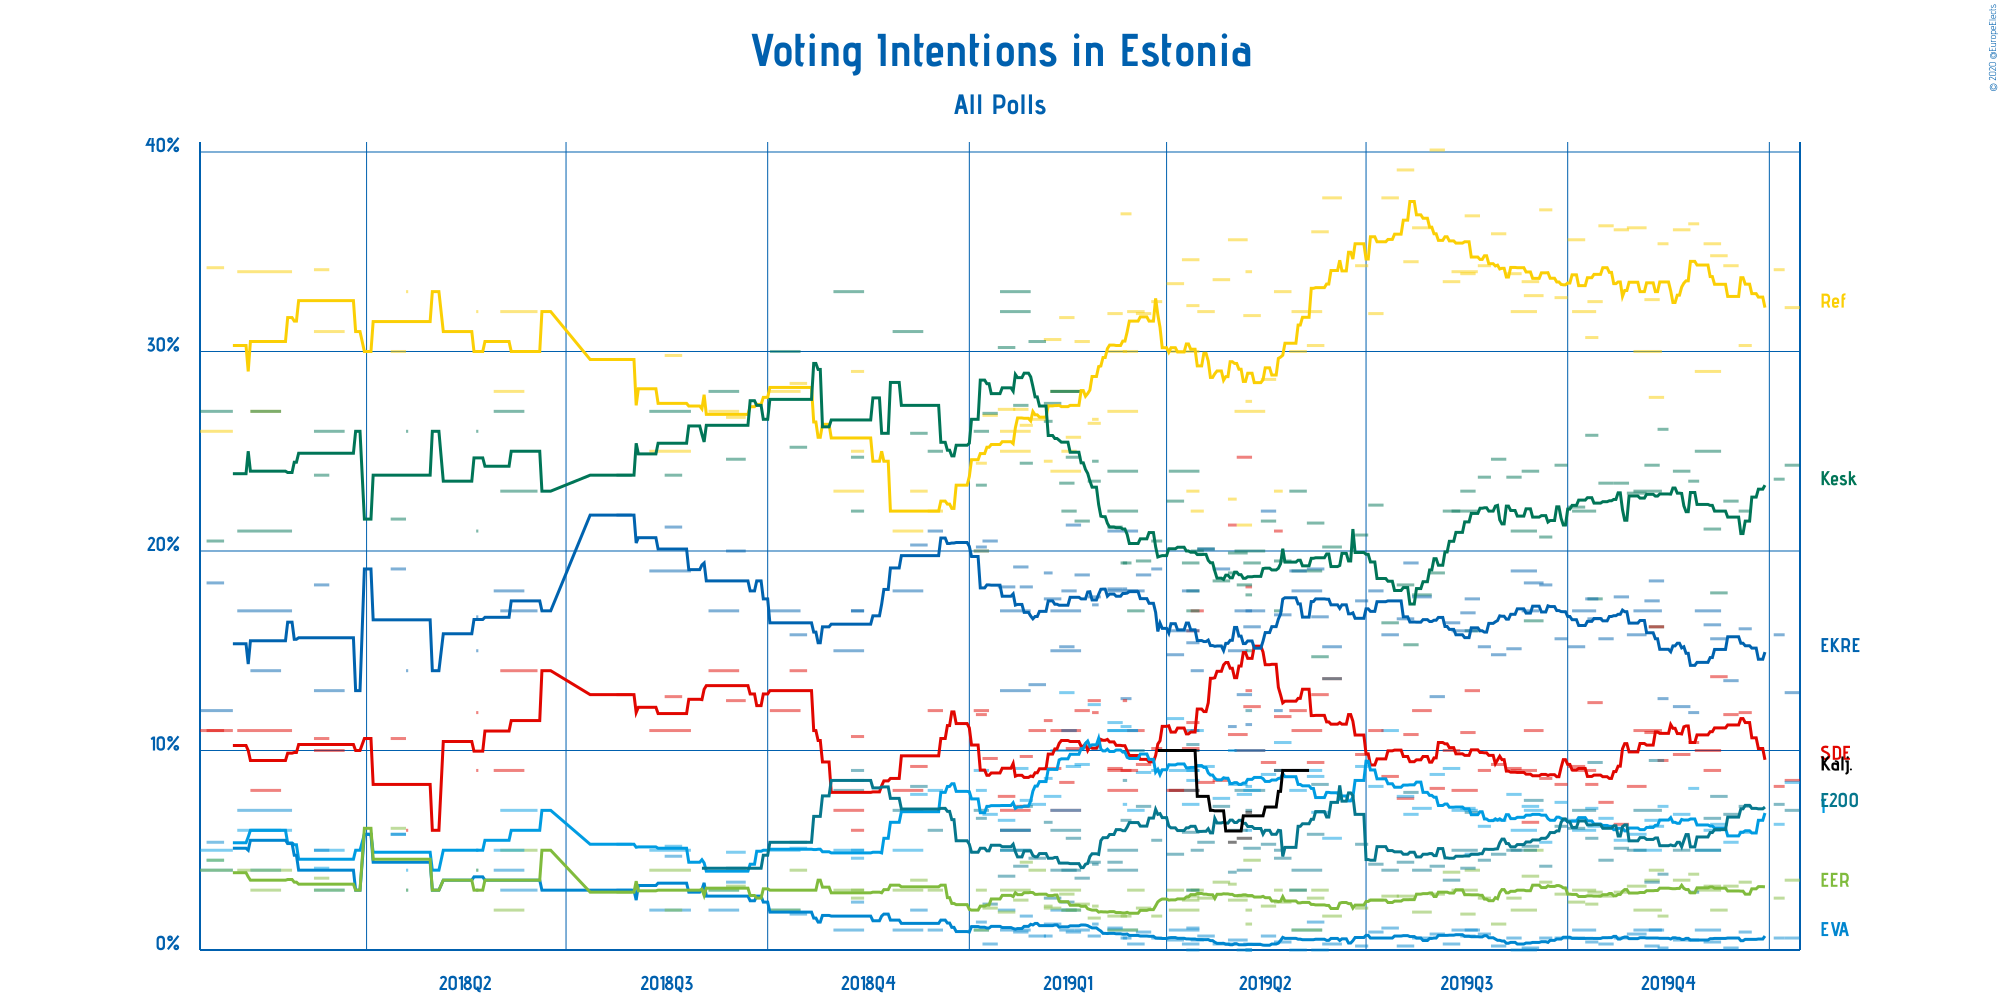 © 2020 @EuropeElects
Voting Intentions in Estonia
All Polls
40%
30%
20%
10%
0%
Ref
Kesk
EKRE
SDE
Kalj.
E200
EER
EVA
2018Q2
2018Q3
2018Q4
2019Q1
2019Q2
2019Q3
2019Q4